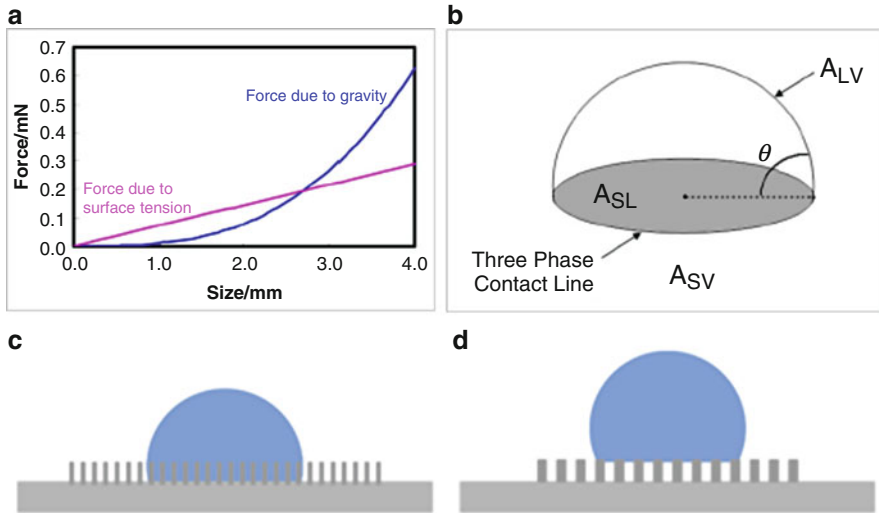 a
0.7
0.6
0.5
0.4
0.3
0.2
0.1
0.0
Force/mN
Force due to gravity
Force due to
surface tension
0.0 1.0 2.0 3.0 4.0
Size/mm
b
A_LV
θ
A_SL
Three Phase
Contact Line
A_SV
c
d